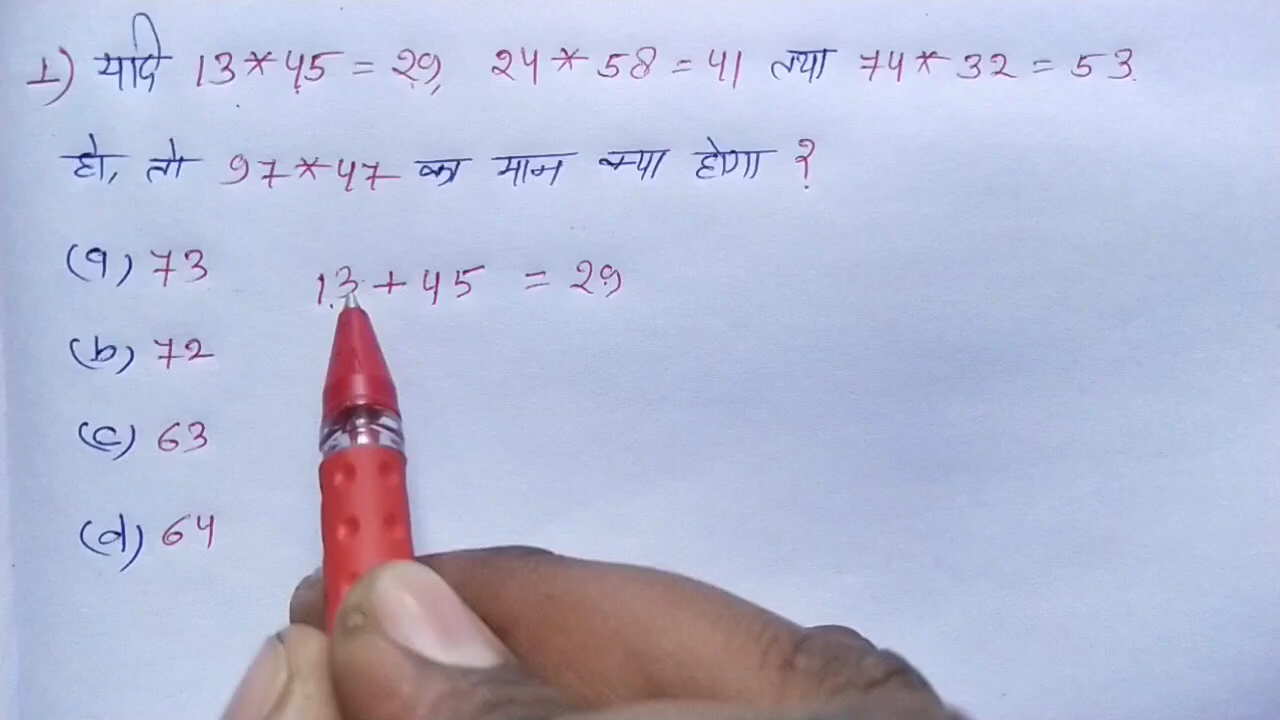 1) यदि 13*45 = 29, 24*58 = 41 तथा 74*32 = 53
हो, तो 97*47 का मान क्या होगा ?
(a) 73
13+45 = 29
(b) 72
(c) 63
(d) 64